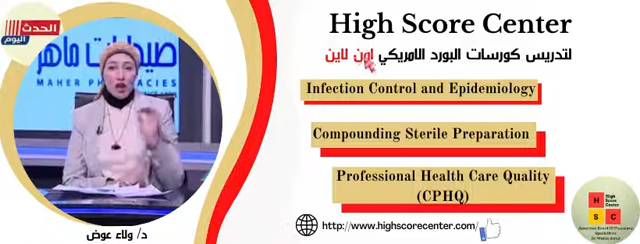 الحدث
اليوم
صيدليات ماهر
MAHER PHARMACIES
د/ ولاء عوض
High Score Center
لتدريس كورسات البورد الامريكي اون لاين
Infection Control and Epidemiology
Compounding Sterile Preparation
Professional Health Care Quality
(CPHQ)
http://www.highscorecenter.com/
H
S C
High
Score
Center